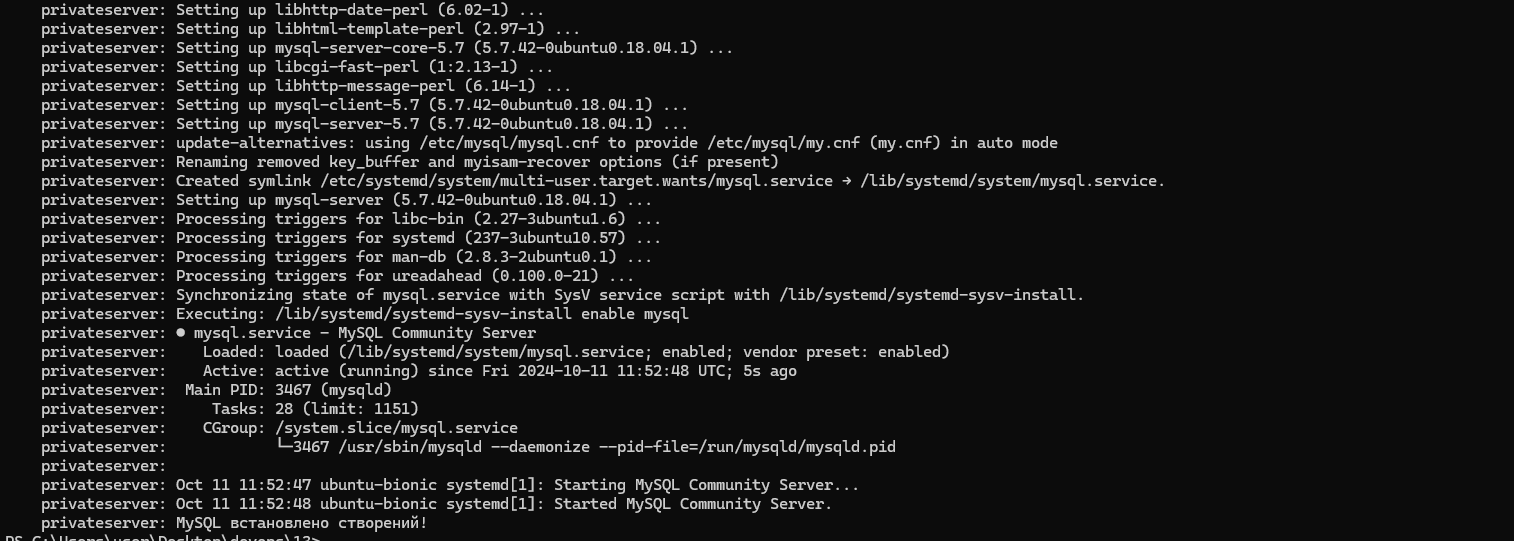 privateserver: Setting up libhttp-date-perl (6.02-1) ...
privateserver: Setting up libhtml-template-perl (2.97-1) ...
privateserver: Setting up mysql-server-core-5.7 (5.7.42-0ubuntu0.18.04.1) ...
privateserver: Setting up libcgi-fast-perl (1:2.13-1) ...
privateserver: Setting up libhttp-message-perl (6.14-1) ...
privateserver: Setting up mysql-client-5.7 (5.7.42-0ubuntu0.18.04.1) ...
privateserver: Setting up mysql-server-5.7 (5.7.42-0ubuntu0.18.04.1) ...
privateserver: update-alternatives: using /etc/mysql/mysql.cnf to provide /etc/mysql/my.cnf (my.cnf) in auto mode
privateserver: Renaming removed key_buffer and myisam-recover options (if present)
privateserver: Created symlink /etc/systemd/system/multi-user.target.wants/mysql.service → /lib/systemd/system/mysql.service.
privateserver: Setting up mysql-server (5.7.42-0ubuntu0.18.04.1) ...
privateserver: Processing triggers for libc-bin (2.27-3ubuntu1.6) ...
privateserver: Processing triggers for systemd (237-3ubuntu10.57) ...
privateserver: Processing triggers for man-db (2.8.3-2ubuntu0.1) ...
privateserver: Processing triggers for ureadahead (0.100.0-21) ...
privateserver: Synchronizing state of mysql.service with SysV service script with /lib/systemd/systemd-sysv-install.
privateserver: Executing: /lib/systemd/systemd-sysv-install enable mysql
privateserver: ● mysql.service - MySQL Community Server
privateserver:    Loaded: loaded (/lib/systemd/system/mysql.service; enabled; vendor preset: enabled)
privateserver:    Active: active (running) since Fri 2024-10-11 11:52:48 UTC; 5s ago
privateserver:  Main PID: 3467 (mysqld)
privateserver:     Tasks: 28 (limit: 1151)
privateserver:    CGroup: /system.slice/mysql.service
privateserver:            └─3467 /usr/sbin/mysqld --daemonize --pid-file=/run/mysqld/mysqld.pid
privateserver:
privateserver: Oct 11 11:52:47 ubuntu-bionic systemd[1]: Starting MySQL Community Server...
privateserver: Oct 11 11:52:48 ubuntu-bionic systemd[1]: Started MySQL Community Server.
privateserver: MySQL встановлено створений!
PS C:\Users\user\Desktop\devops\13>